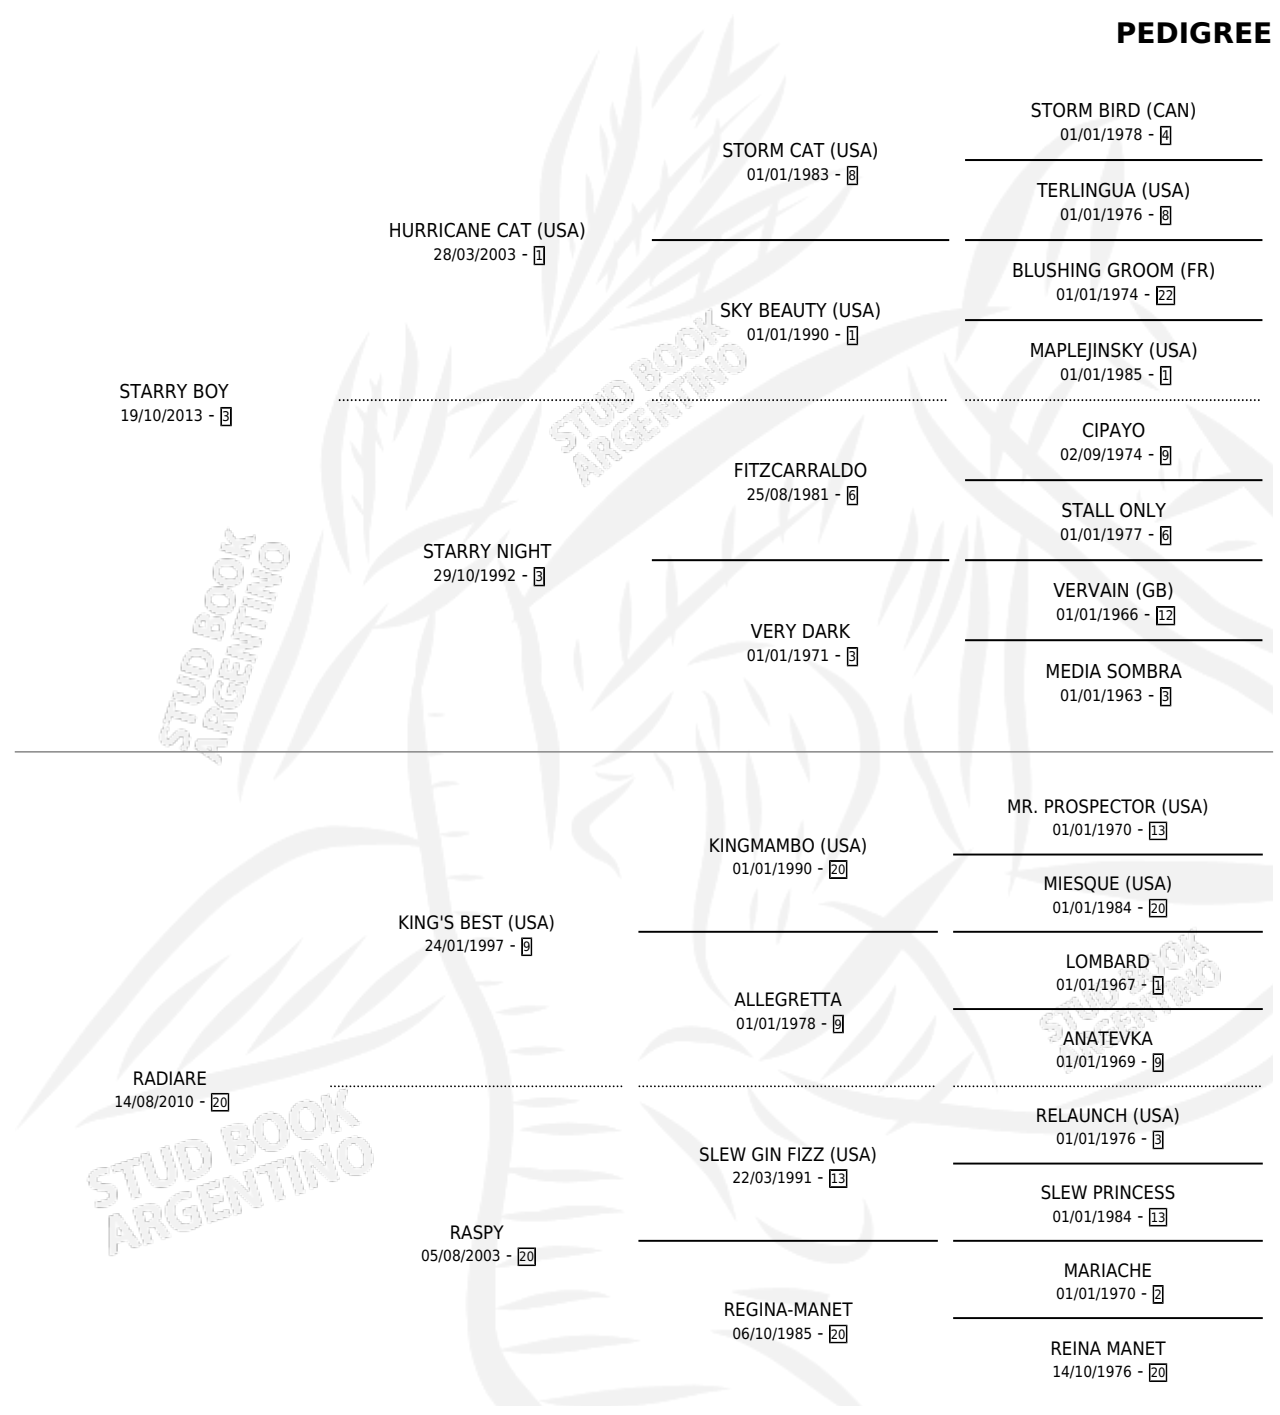 PEDIGREE
STARRY BOY
19/10/2013 - 3
HURRICANE CAT (USA)
28/03/2003 - 1
STARRY NIGHT
29/10/1992 - 3
STORM CAT (USA)
01/01/1983 - 8
SKY BEAUTY (USA)
01/01/1990 - 1
FITZCARRALDO
25/08/1981 - 6
VERY DARK
01/01/1971 - 3
STORM BIRD (CAN)
01/01/1978 - 4
TERLINGUA (USA)
01/01/1976 - 8
BLUSHING GROOM (FR)
01/01/1974 - 22
MAPLEJINSKY (USA)
01/01/1985 - 1
CIPAYO
02/09/1974 - 9
STALL ONLY
01/01/1977 - 6
VERVAIN (GB)
01/01/1966 - 12
MEDIA SOMBRA
01/01/1963 - 3
RADIARE
14/08/2010 - 20
KING'S BEST (USA)
24/01/1997 - 9
RASPY
05/08/2003 - 20
KINGMAMBO (USA)
01/01/1990 - 20
ALLEGRETTA
01/01/1978 - 9
SLEW GIN FIZZ (USA)
22/03/1991 - 13
REGINA-MANET
06/10/1985 - 20
MR. PROSPECTOR (USA)
01/01/1970 - 13
MIESQUE (USA)
01/01/1984 - 20
LOMBARD
01/01/1967 - 1
ANATEVKA
01/01/1969 - 9
RELAUNCH (USA)
01/01/1976 - 3
SLEW PRINCESS
01/01/1984 - 13
MARIACHE
01/01/1970 - 2
REINA MANET
14/10/1976 - 20
STUD BOOK
ARGENTINO
STUD BOOK
ARGENTINO
STUD BOOK
ARGENTINO
STUD BOOK
ARGENTINO